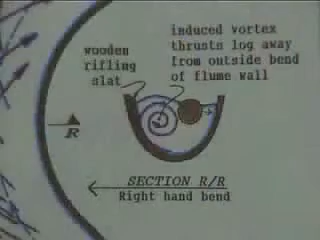 wooden
rifling
slat
induced vortex
thrusts log away
from outside bend
of flume wall
R
SECTION R/R
Right hand bend